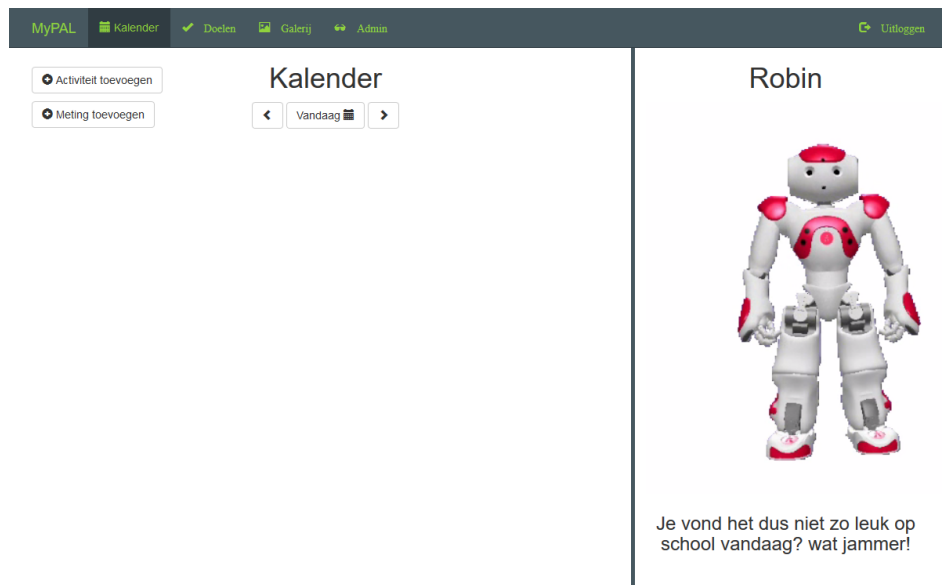 MyPAL Kalender Doelen Galerij Admin Uitloggen
Activiteit toevoegen
Meting toevoegen
Kalender
Vandaag
Robin
Je vond het dus niet zo leuk op
school vandaag? wat jammer!